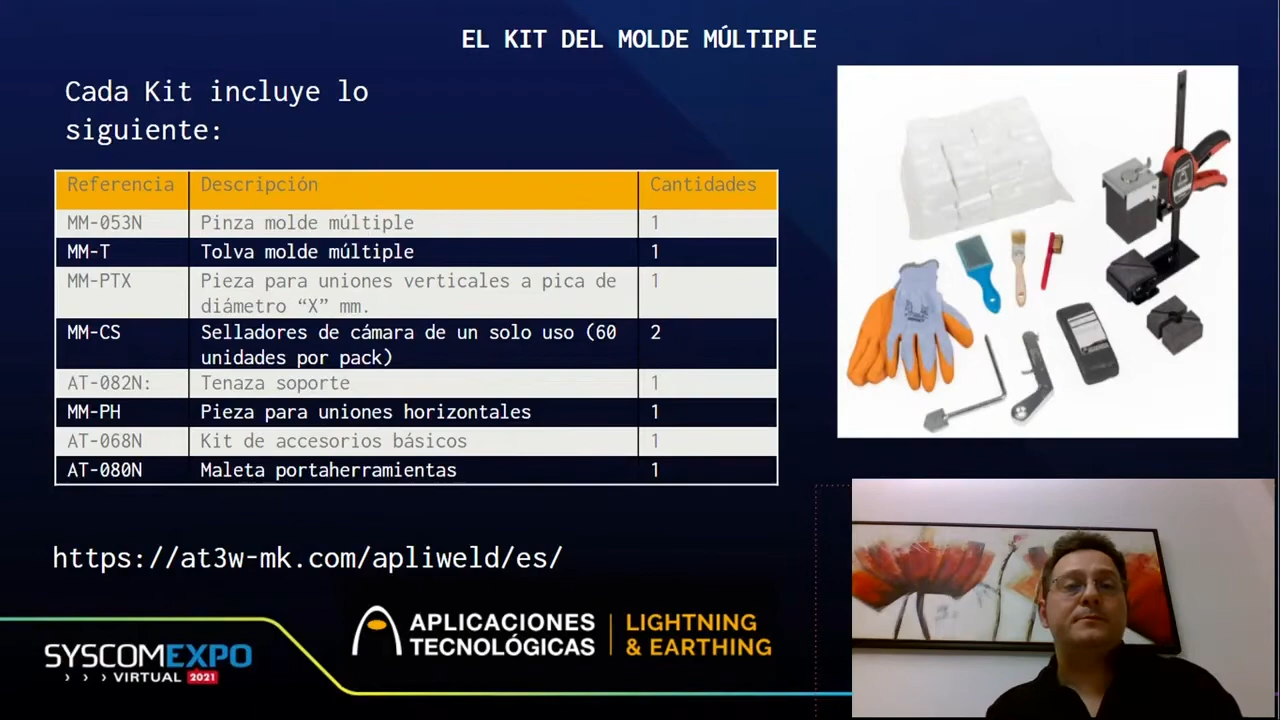 EL KIT DEL MOLDE MÚLTIPLE
Cada Kit incluye lo
siguiente:
Referencia Descripción Cantidades
MM-053N Pinza molde múltiple 1
MM-T Tolva molde múltiple 1
MM-PTX Pieza para uniones verticales a pica de 1
diámetro “X” mm.
MM-CS Selladores de cámara de un solo uso (60 2
unidades por pack)
AT-082N: Tenaza soporte 1
MM-PH Pieza para uniones horizontales 1
AT-068N Kit de accesorios básicos 1
AT-080N Maleta portaherramientas 1
https://at3w-mk.com/apliweld/es/
APLICACIONES
TECNOLÓGICAS
LIGHTNING
& EARTHING
SYSCOMEXPO
› › › VIRTUAL 2021